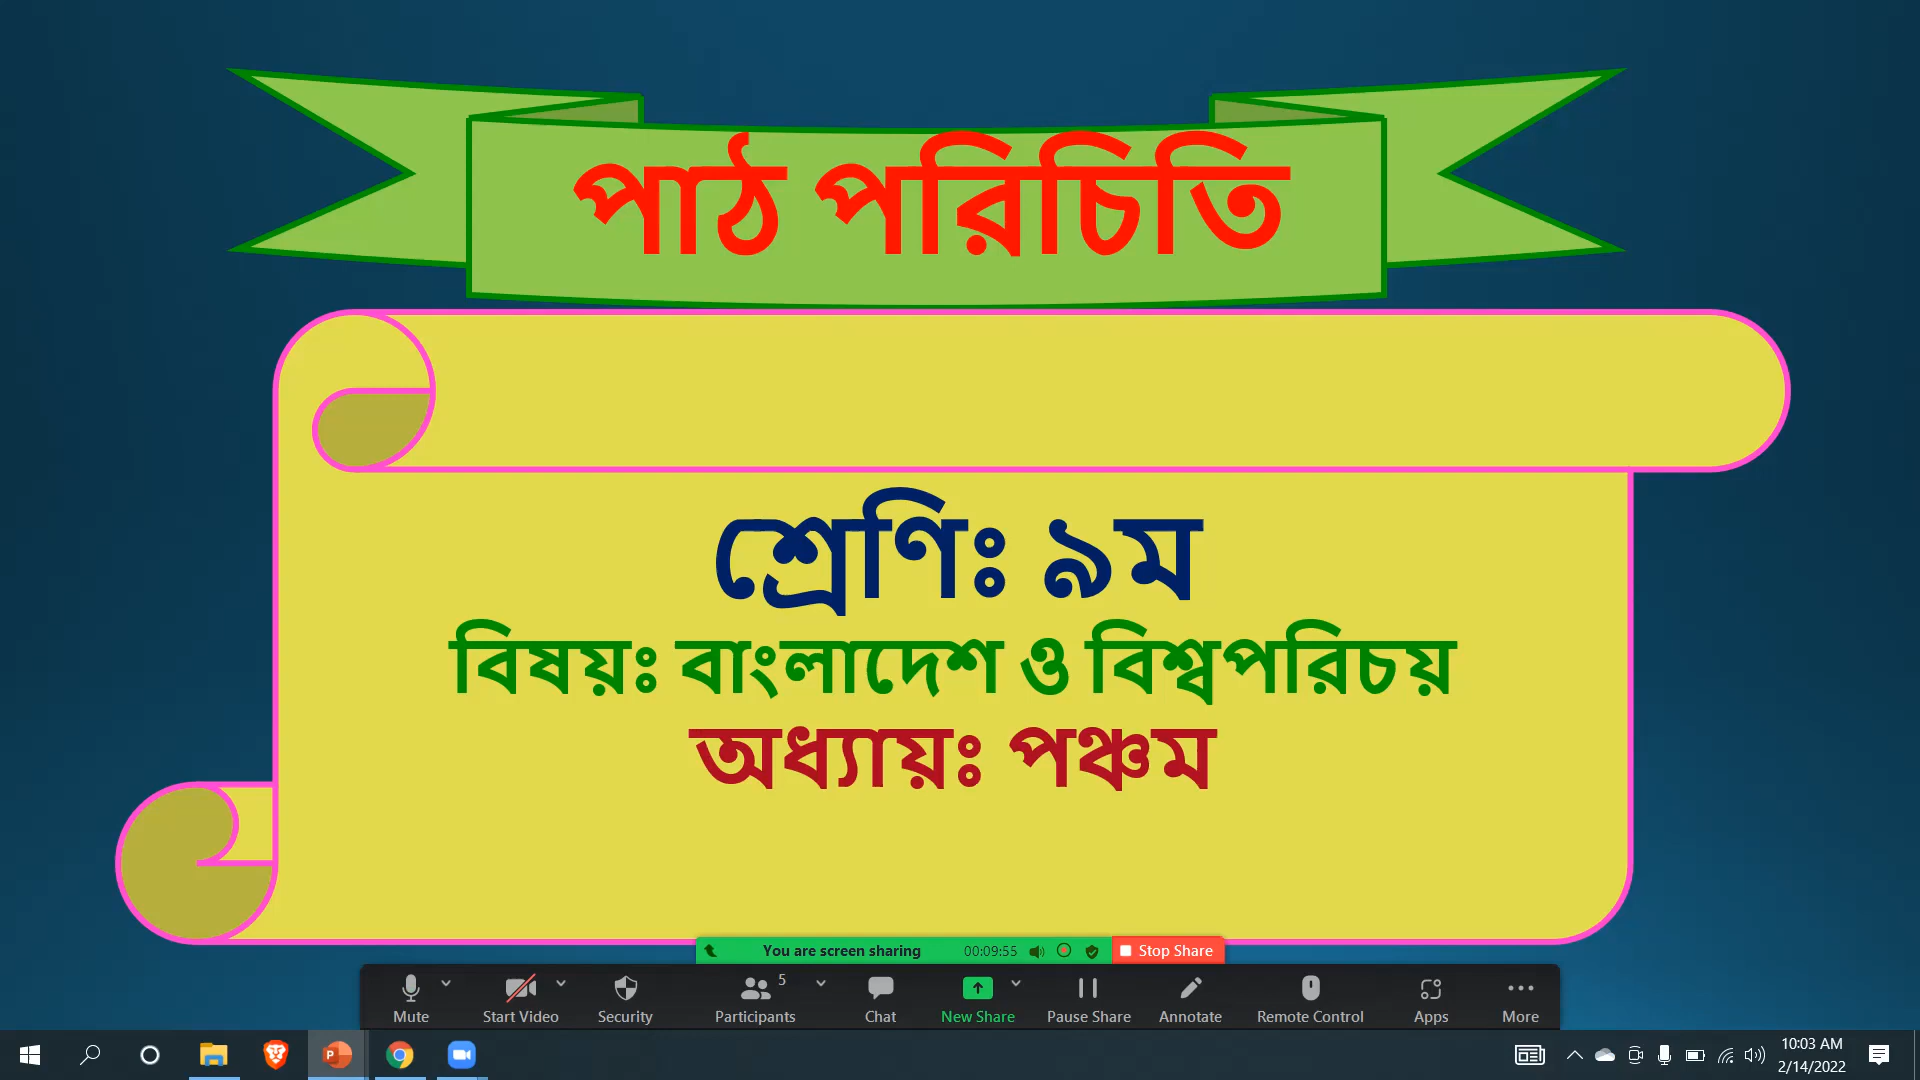 পাঠ পরিচিতি
শ্রেণিঃ ৯ম
বিষয়ঃ বাংলাদেশ ও বিশ্বপরিচয়
অধ্যায়ঃ পঞ্চম
You are screen sharing 00:09:55 Stop Share
5
Mute Start Video Security Participants Chat New Share Pause Share Annotate Remote Control Apps More
10:03 AM
2/14/2022